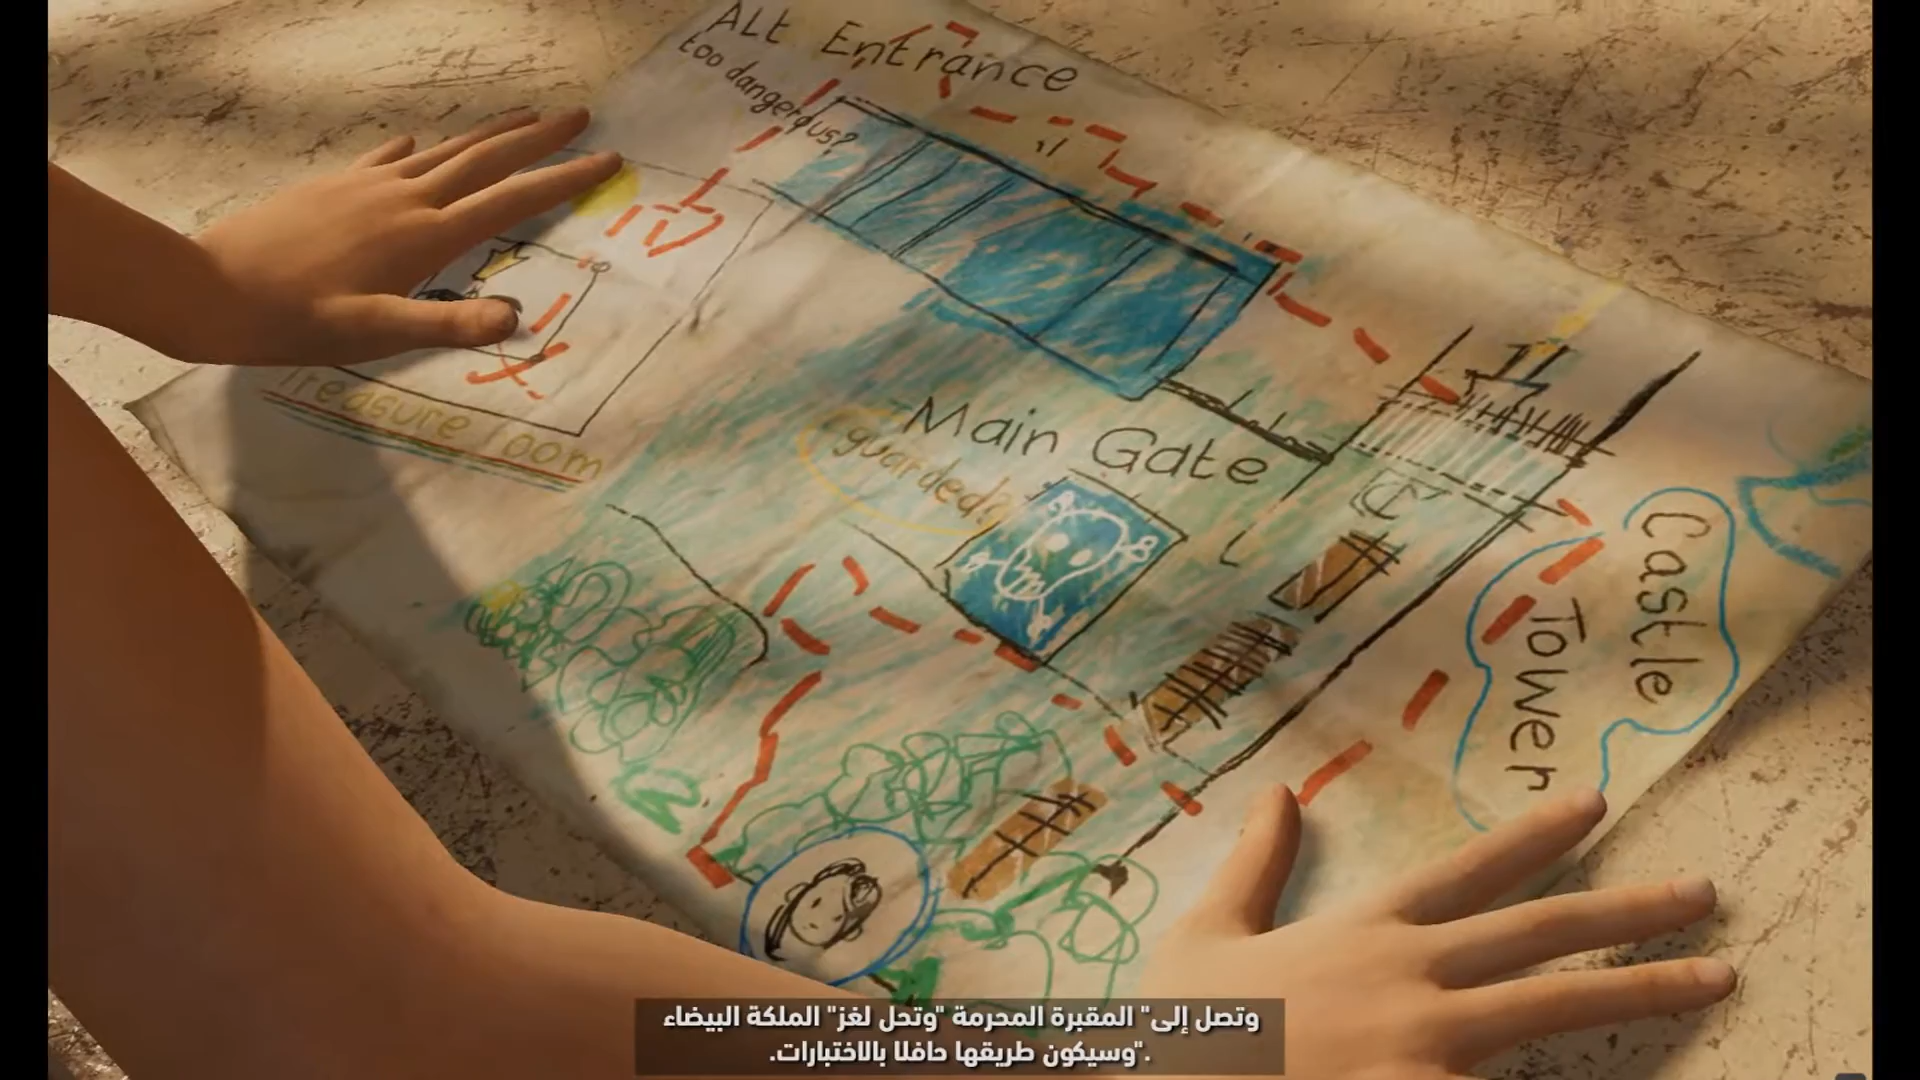 ALt Entrance
too dangerous?
Treasure room
Main Gate
guarded?
Castle
Tower
وتصل إلى" المقبرة المحرمة "وتحل لغز" الملكة البيضاء
."وسيكون طريقها حافلا بالاختبارات.